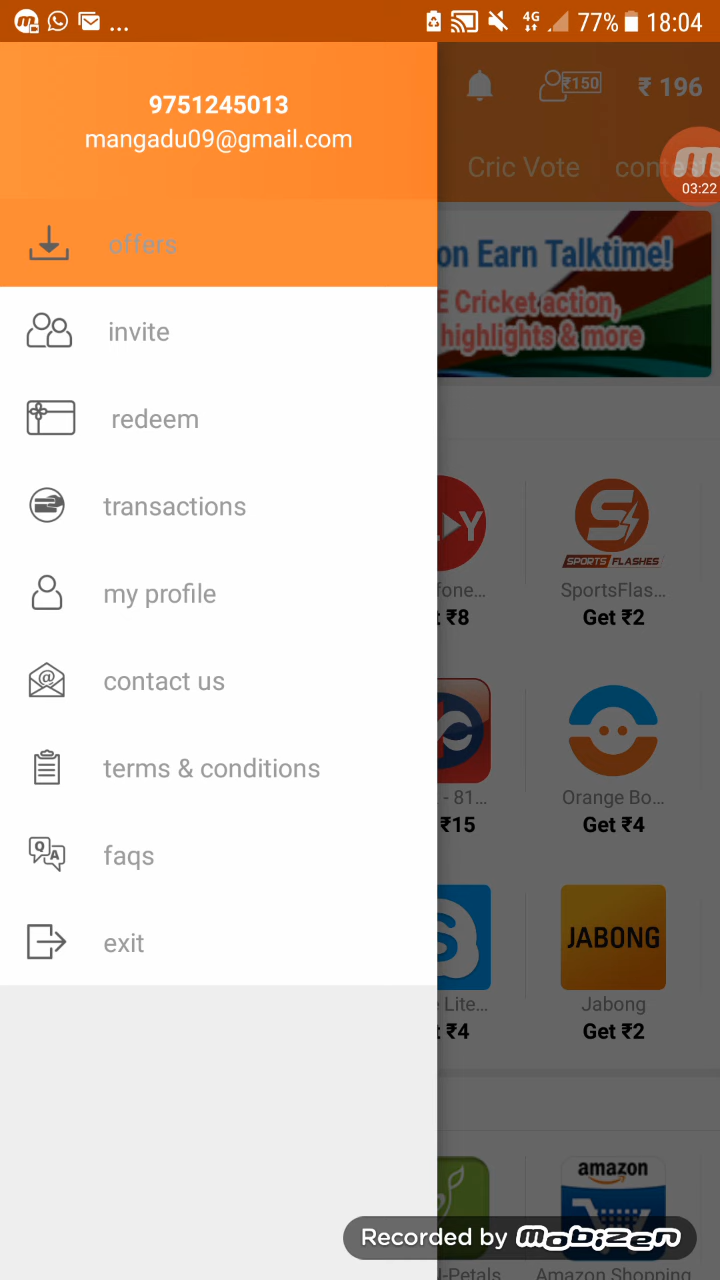 ... 4G 77% 18:04
9751245013
mangadu09@gmail.com
₹150 ₹ 196
Cric Vote contests
03:22
offers
on Earn Talktime!
E Cricket action,
highlights & more
invite
redeem
transactions
my profile
contact us
terms & conditions
faqs
exit
Y
SPORTS FLASHES
fone... SportsFlas...
₹8 Get ₹2
- 81... Orange Bo...
₹15 Get ₹4
S JABONG
Lite... Jabong
₹4 Get ₹2
amazon
-Petals Amazon Shopping
Recorded by mobizen